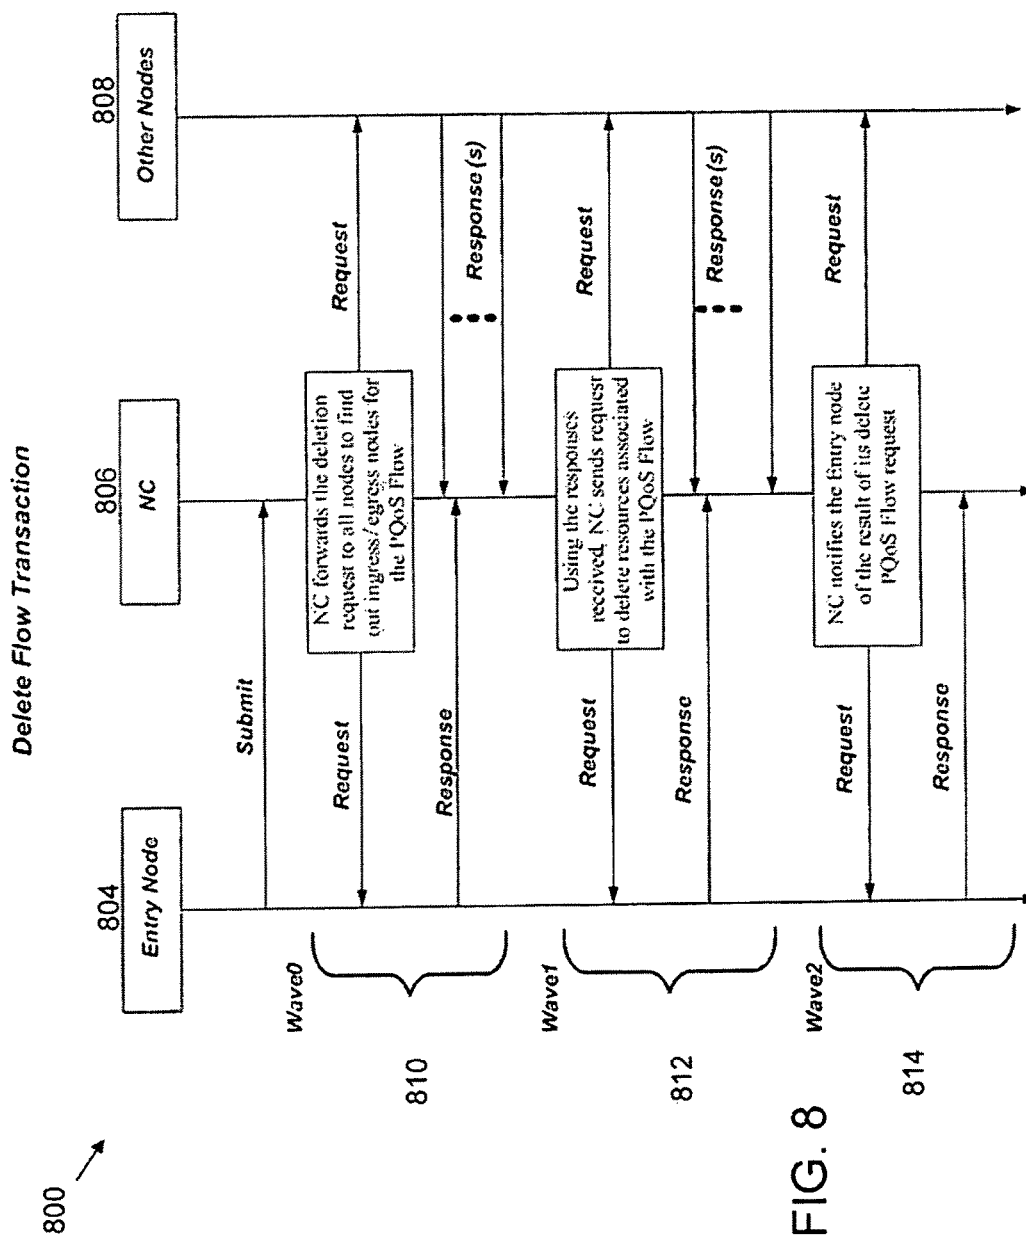 Delete Flow Transaction
800
804
806
808
Entry Node
NC
Other Nodes
Submit
Wave0
810
NC forwards the deletion
request to all nodes to find
out ingress/egress nodes for
the PQoS Flow
Request
Request
Response
Response(s)
Wave1
812
Using the responses
received, NC sends request
to delete resources associated
with the PQoS Flow
Request
Request
Response
Response(s)
Wave2
814
NC notifies the Entry node
of the result of its delete
PQoS Flow request
Request
Request
Response
FIG. 8